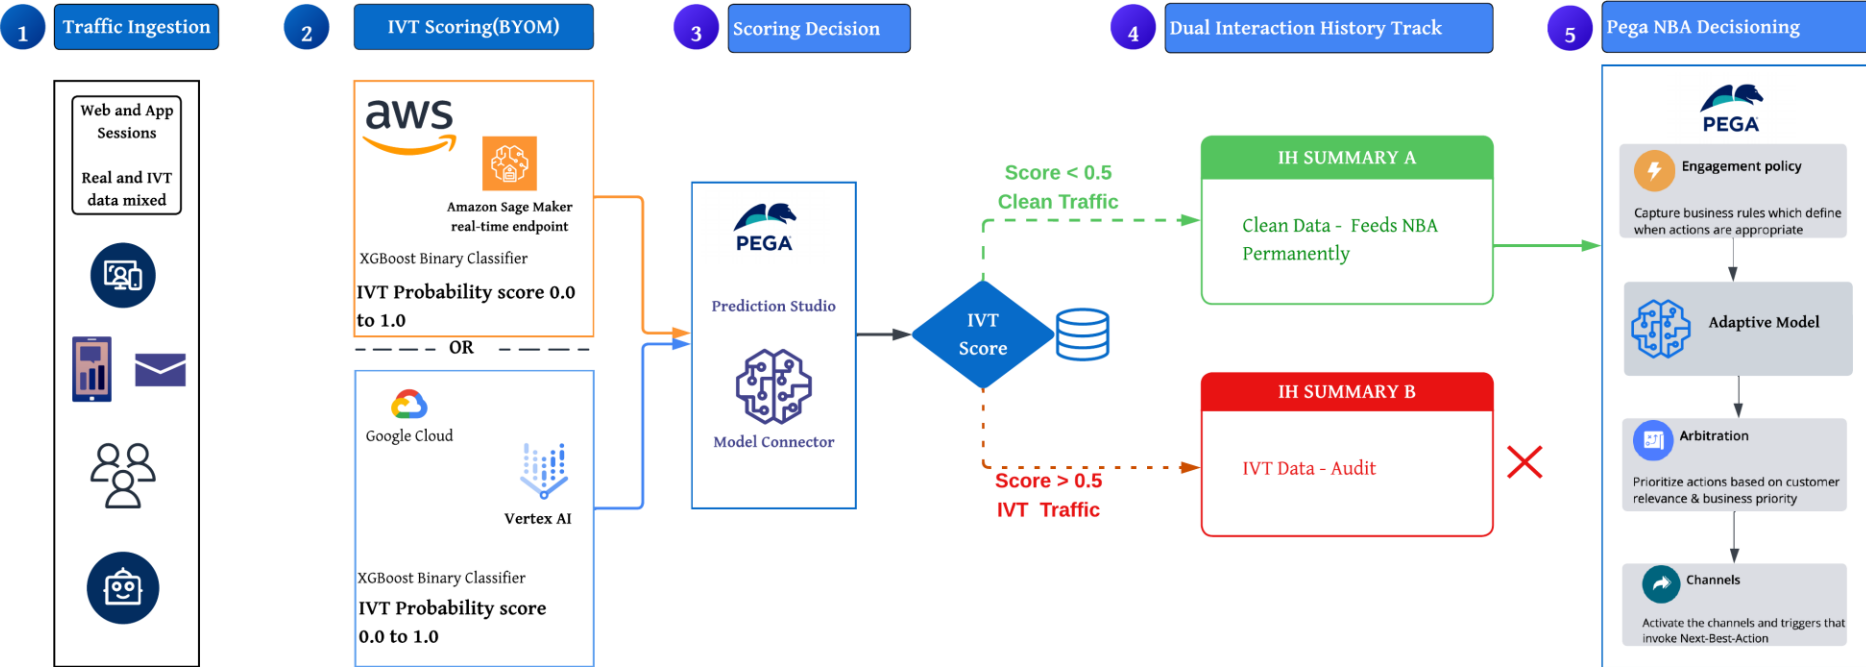 1
Traffic Ingestion
2
IVT Scoring(BYOM)
3
Scoring Decision
4
Dual Interaction History Track
5
Pega NBA Decisioning
Web and App
Sessions
Real and IVT
data mixed
aws
Amazon Sage Maker
real-time endpoint
XGBoost Binary Classifier
IVT Probability score 0.0
to 1.0
OR
Google Cloud
Vertex AI
XGBoost Binary Classifier
IVT Probability score
0.0 to 1.0
PEGA
Prediction Studio
Model Connector
IVT
Score
Score < 0.5
Clean Traffic
Score > 0.5
IVT Traffic
IH SUMMARY A
Clean Data - Feeds NBA
Permanently
IH SUMMARY B
IVT Data - Audit
PEGA
Engagement policy
Capture business rules which define
when actions are appropriate
Adaptive Model
Arbitration
Prioritize actions based on customer
relevance & business priority
Channels
Activate the channels and triggers that
invoke Next-Best-Action